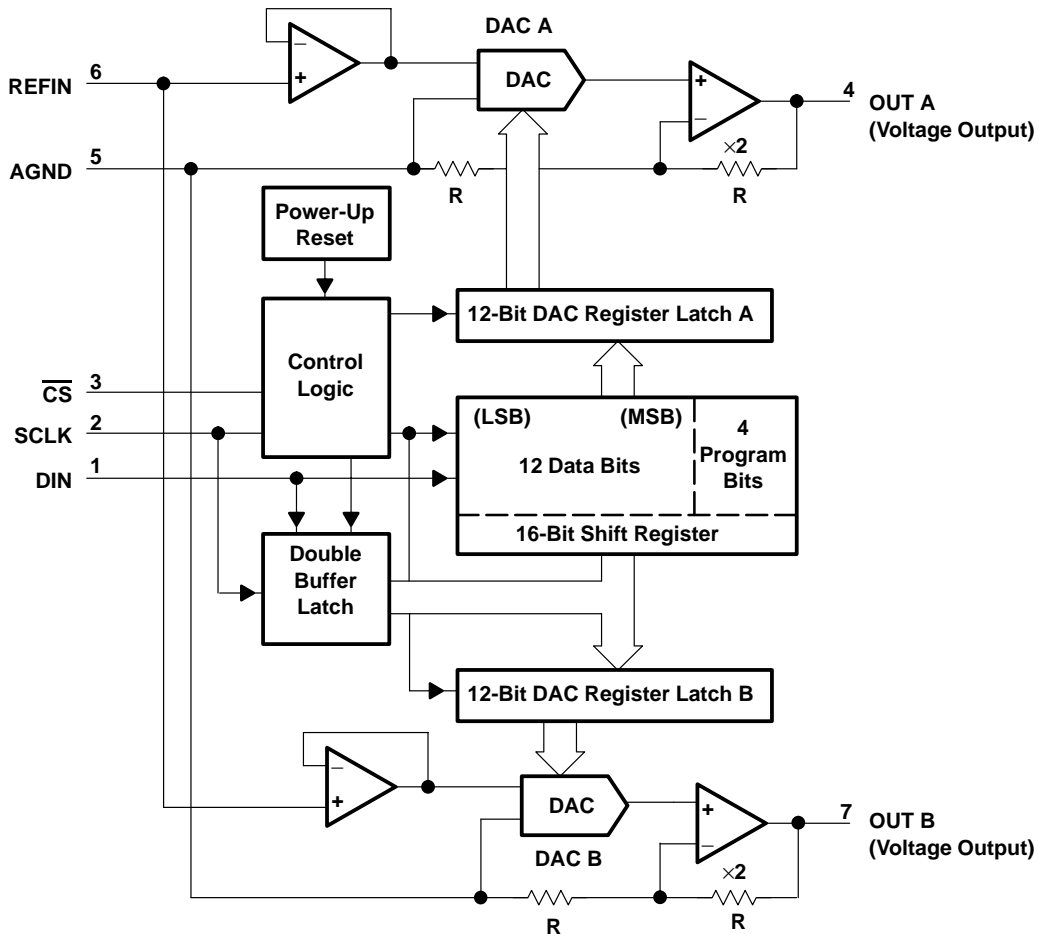 DAC A
−
+
DAC
6
REFIN
+
−
4
OUT A
(Voltage Output)
5
AGND
R
×2
R
Power-Up
Reset
12-Bit DAC Register Latch A
Control
Logic
CS
3
(LSB)
(MSB)
4
Program
Bits
SCLK
2
12 Data Bits
DIN
1
16-Bit Shift Register
Double
Buffer
Latch
12-Bit DAC Register Latch B
−
+
DAC
+
−
7
OUT B
(Voltage Output)
DAC B
×2
R
R